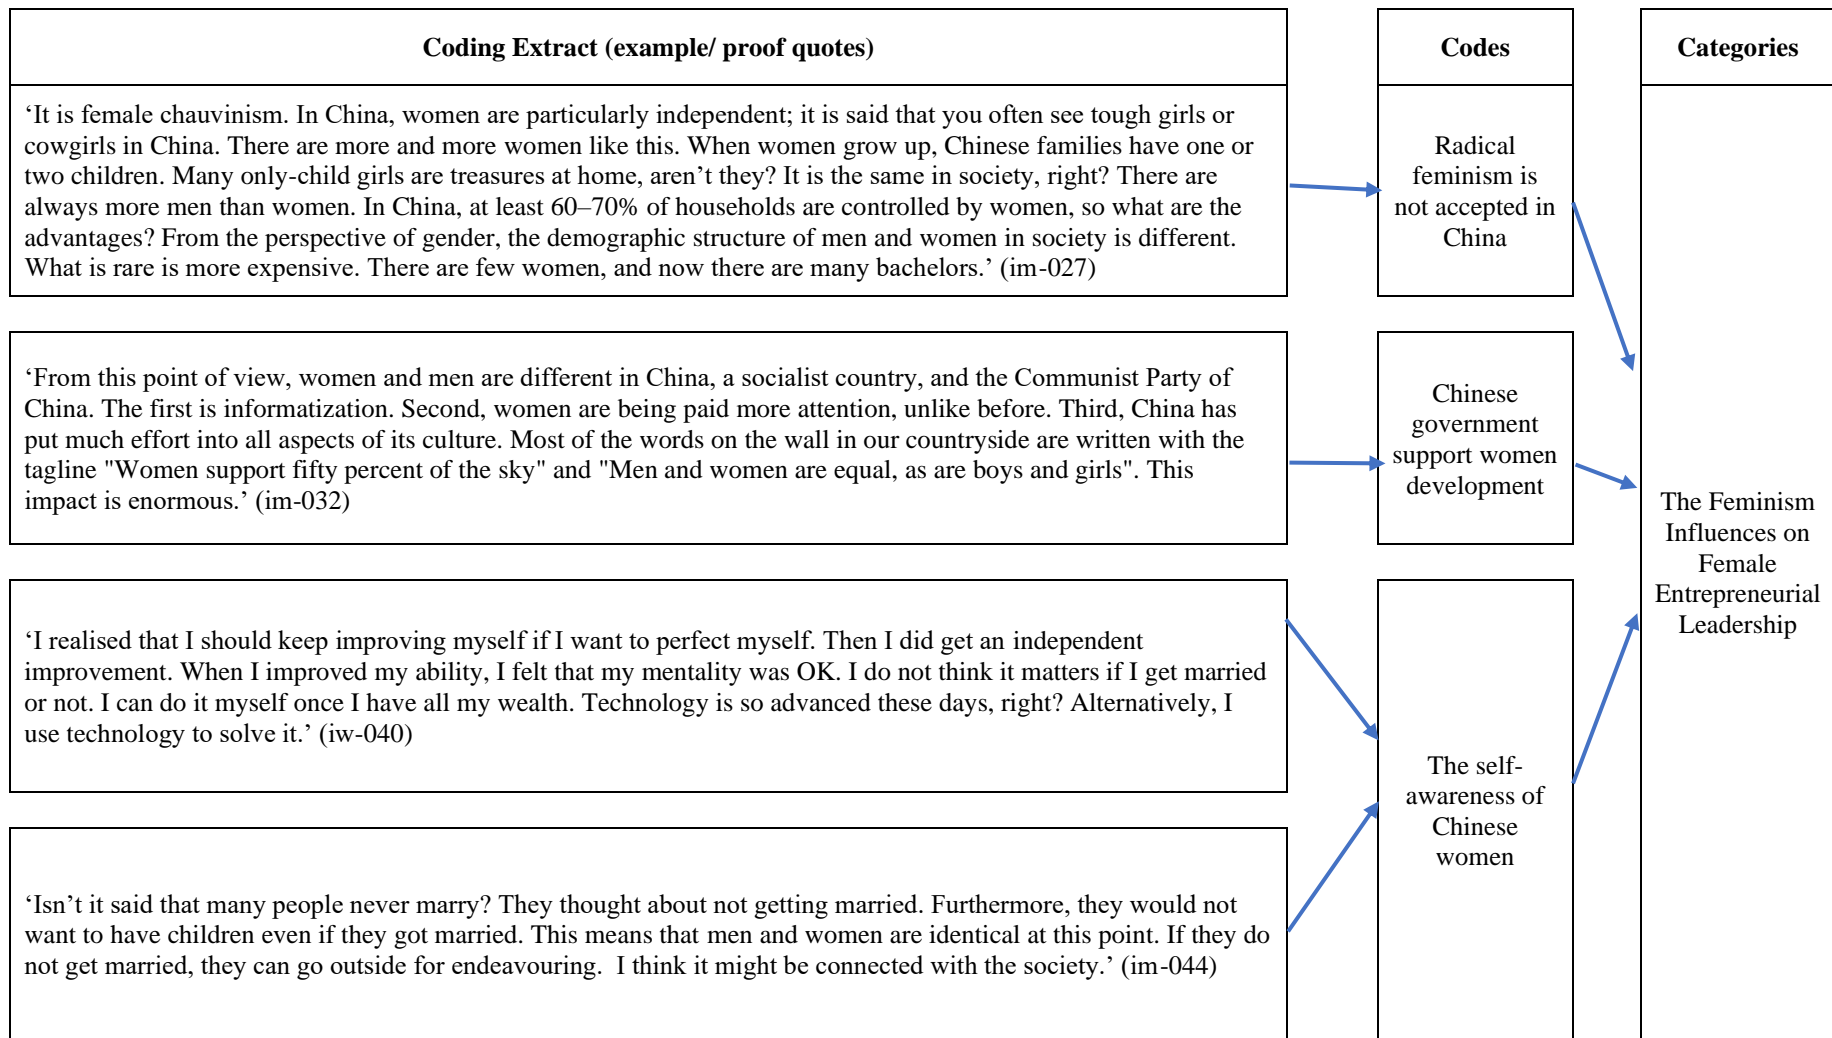 Coding Extract (example/ proof quotes)
Codes
Categories
‘It is female chauvinism. In China, women are particularly independent; it is said that you often see tough girls or
cowgirls in China. There are more and more women like this. When women grow up, Chinese families have one or
two children. Many only-child girls are treasures at home, aren’t they? It is the same in society, right? There are
always more men than women. In China, at least 60–70% of households are controlled by women, so what are the
advantages? From the perspective of gender, the demographic structure of men and women in society is different.
What is rare is more expensive. There are few women, and now there are many bachelors.’ (im-027)
Radical
feminism is
not accepted in
China
‘From this point of view, women and men are different in China, a socialist country, and the Communist Party of
China. The first is informatization. Second, women are being paid more attention, unlike before. Third, China has
put much effort into all aspects of its culture. Most of the words on the wall in our countryside are written with the
tagline "Women support fifty percent of the sky" and "Men and women are equal, as are boys and girls". This
impact is enormous.’ (im-032)
Chinese
government
support women
development
‘I realised that I should keep improving myself if I want to perfect myself. Then I did get an independent
improvement. When I improved my ability, I felt that my mentality was OK. I do not think it matters if I get married
or not. I can do it myself once I have all my wealth. Technology is so advanced these days, right? Alternatively, I
use technology to solve it.’ (iw-040)
‘Isn’t it said that many people never marry? They thought about not getting married. Furthermore, they would not
want to have children even if they got married. This means that men and women are identical at this point. If they do
not get married, they can go outside for endeavouring.  I think it might be connected with the society.’ (im-044)
The self-
awareness of
Chinese
women
The Feminism
Influences on
Female
Entrepreneurial
Leadership